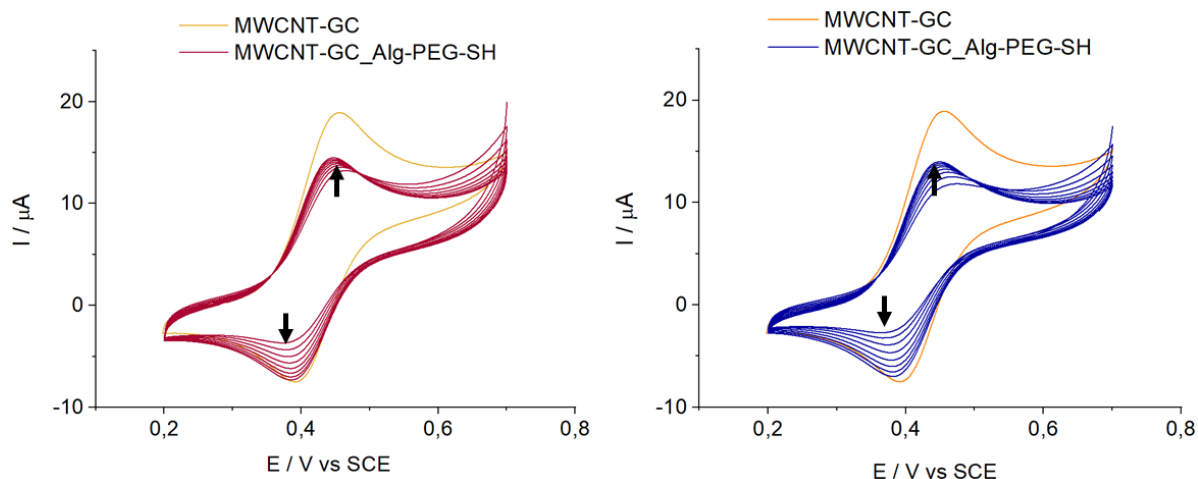 MWCNT-GC
MWCNT-GC_Alg-PEG-SH
20
10
0
-10
I / μA
0,2
0,4
0,6
0,8
E / V vs SCE
MWCNT-GC
MWCNT-GC_Alg-PEG-SH
20
10
0
-10
I / μA
0,2
0,4
0,6
0,8
E / V vs SCE